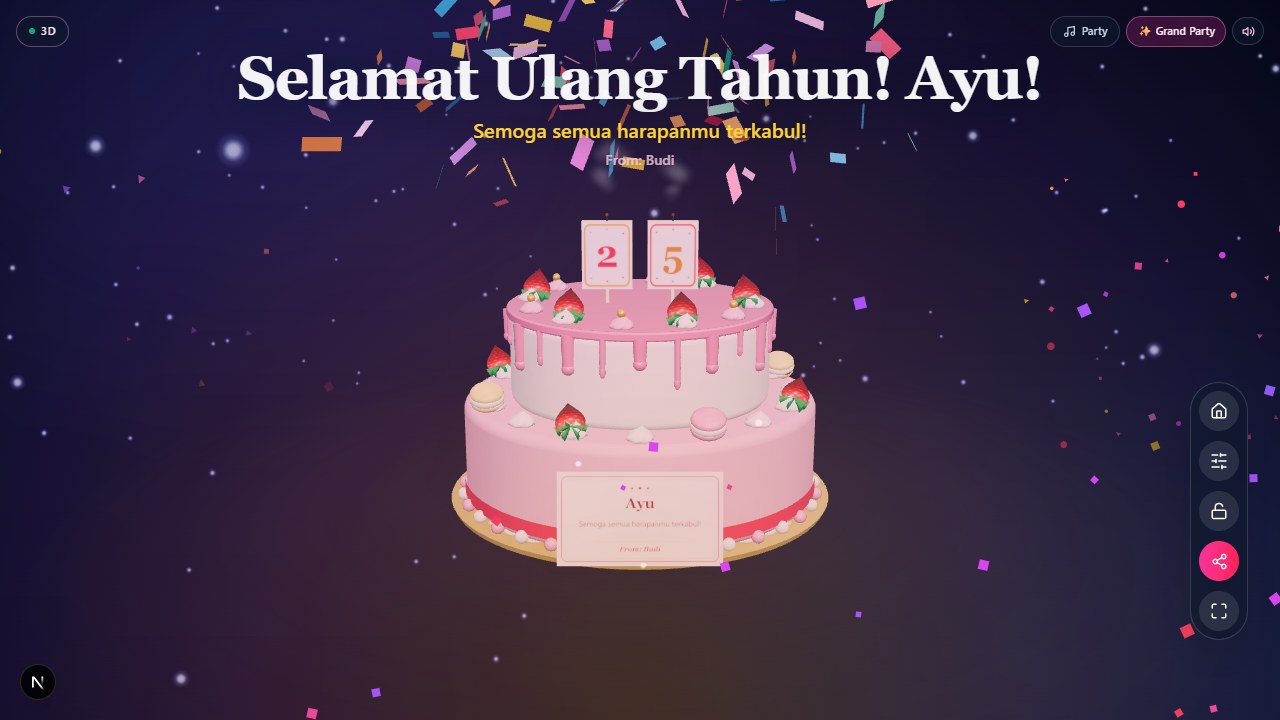 3D
Party
Grand Party
Selamat Ulang Tahun! Ayu!
Semoga semua harapanmu terkabul!
From: Budi
2 5
Ayu
Semoga semua harapanmu terkabul!
From: Budi
N